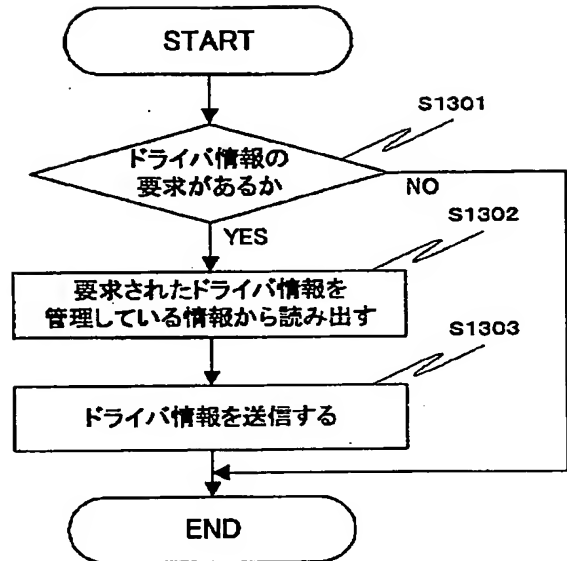 START
S1301
ドライバ情報の
要求があるか
NO
YES
S1302
要求されたドライバ情報を
管理している情報から読み出す
S1303
ドライバ情報を送信する
END